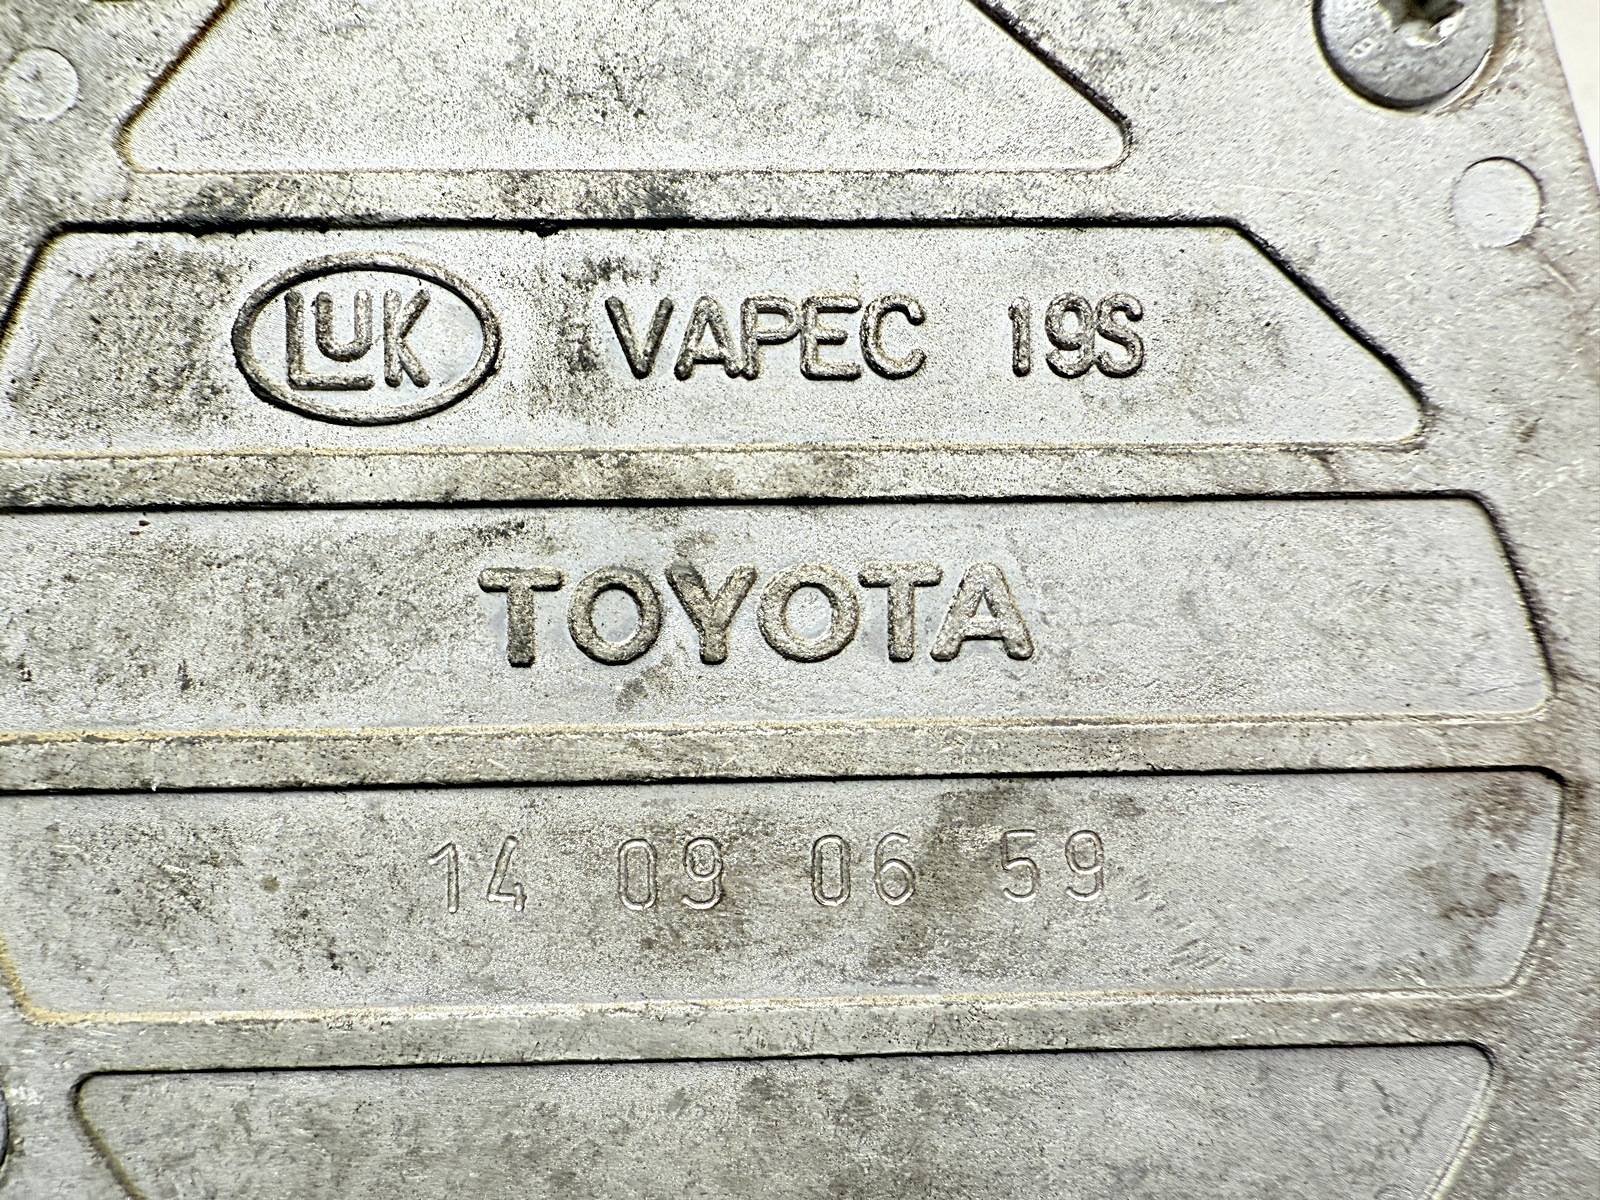 LUK VAPEC 19S
TOYOTA
14 09 06 59